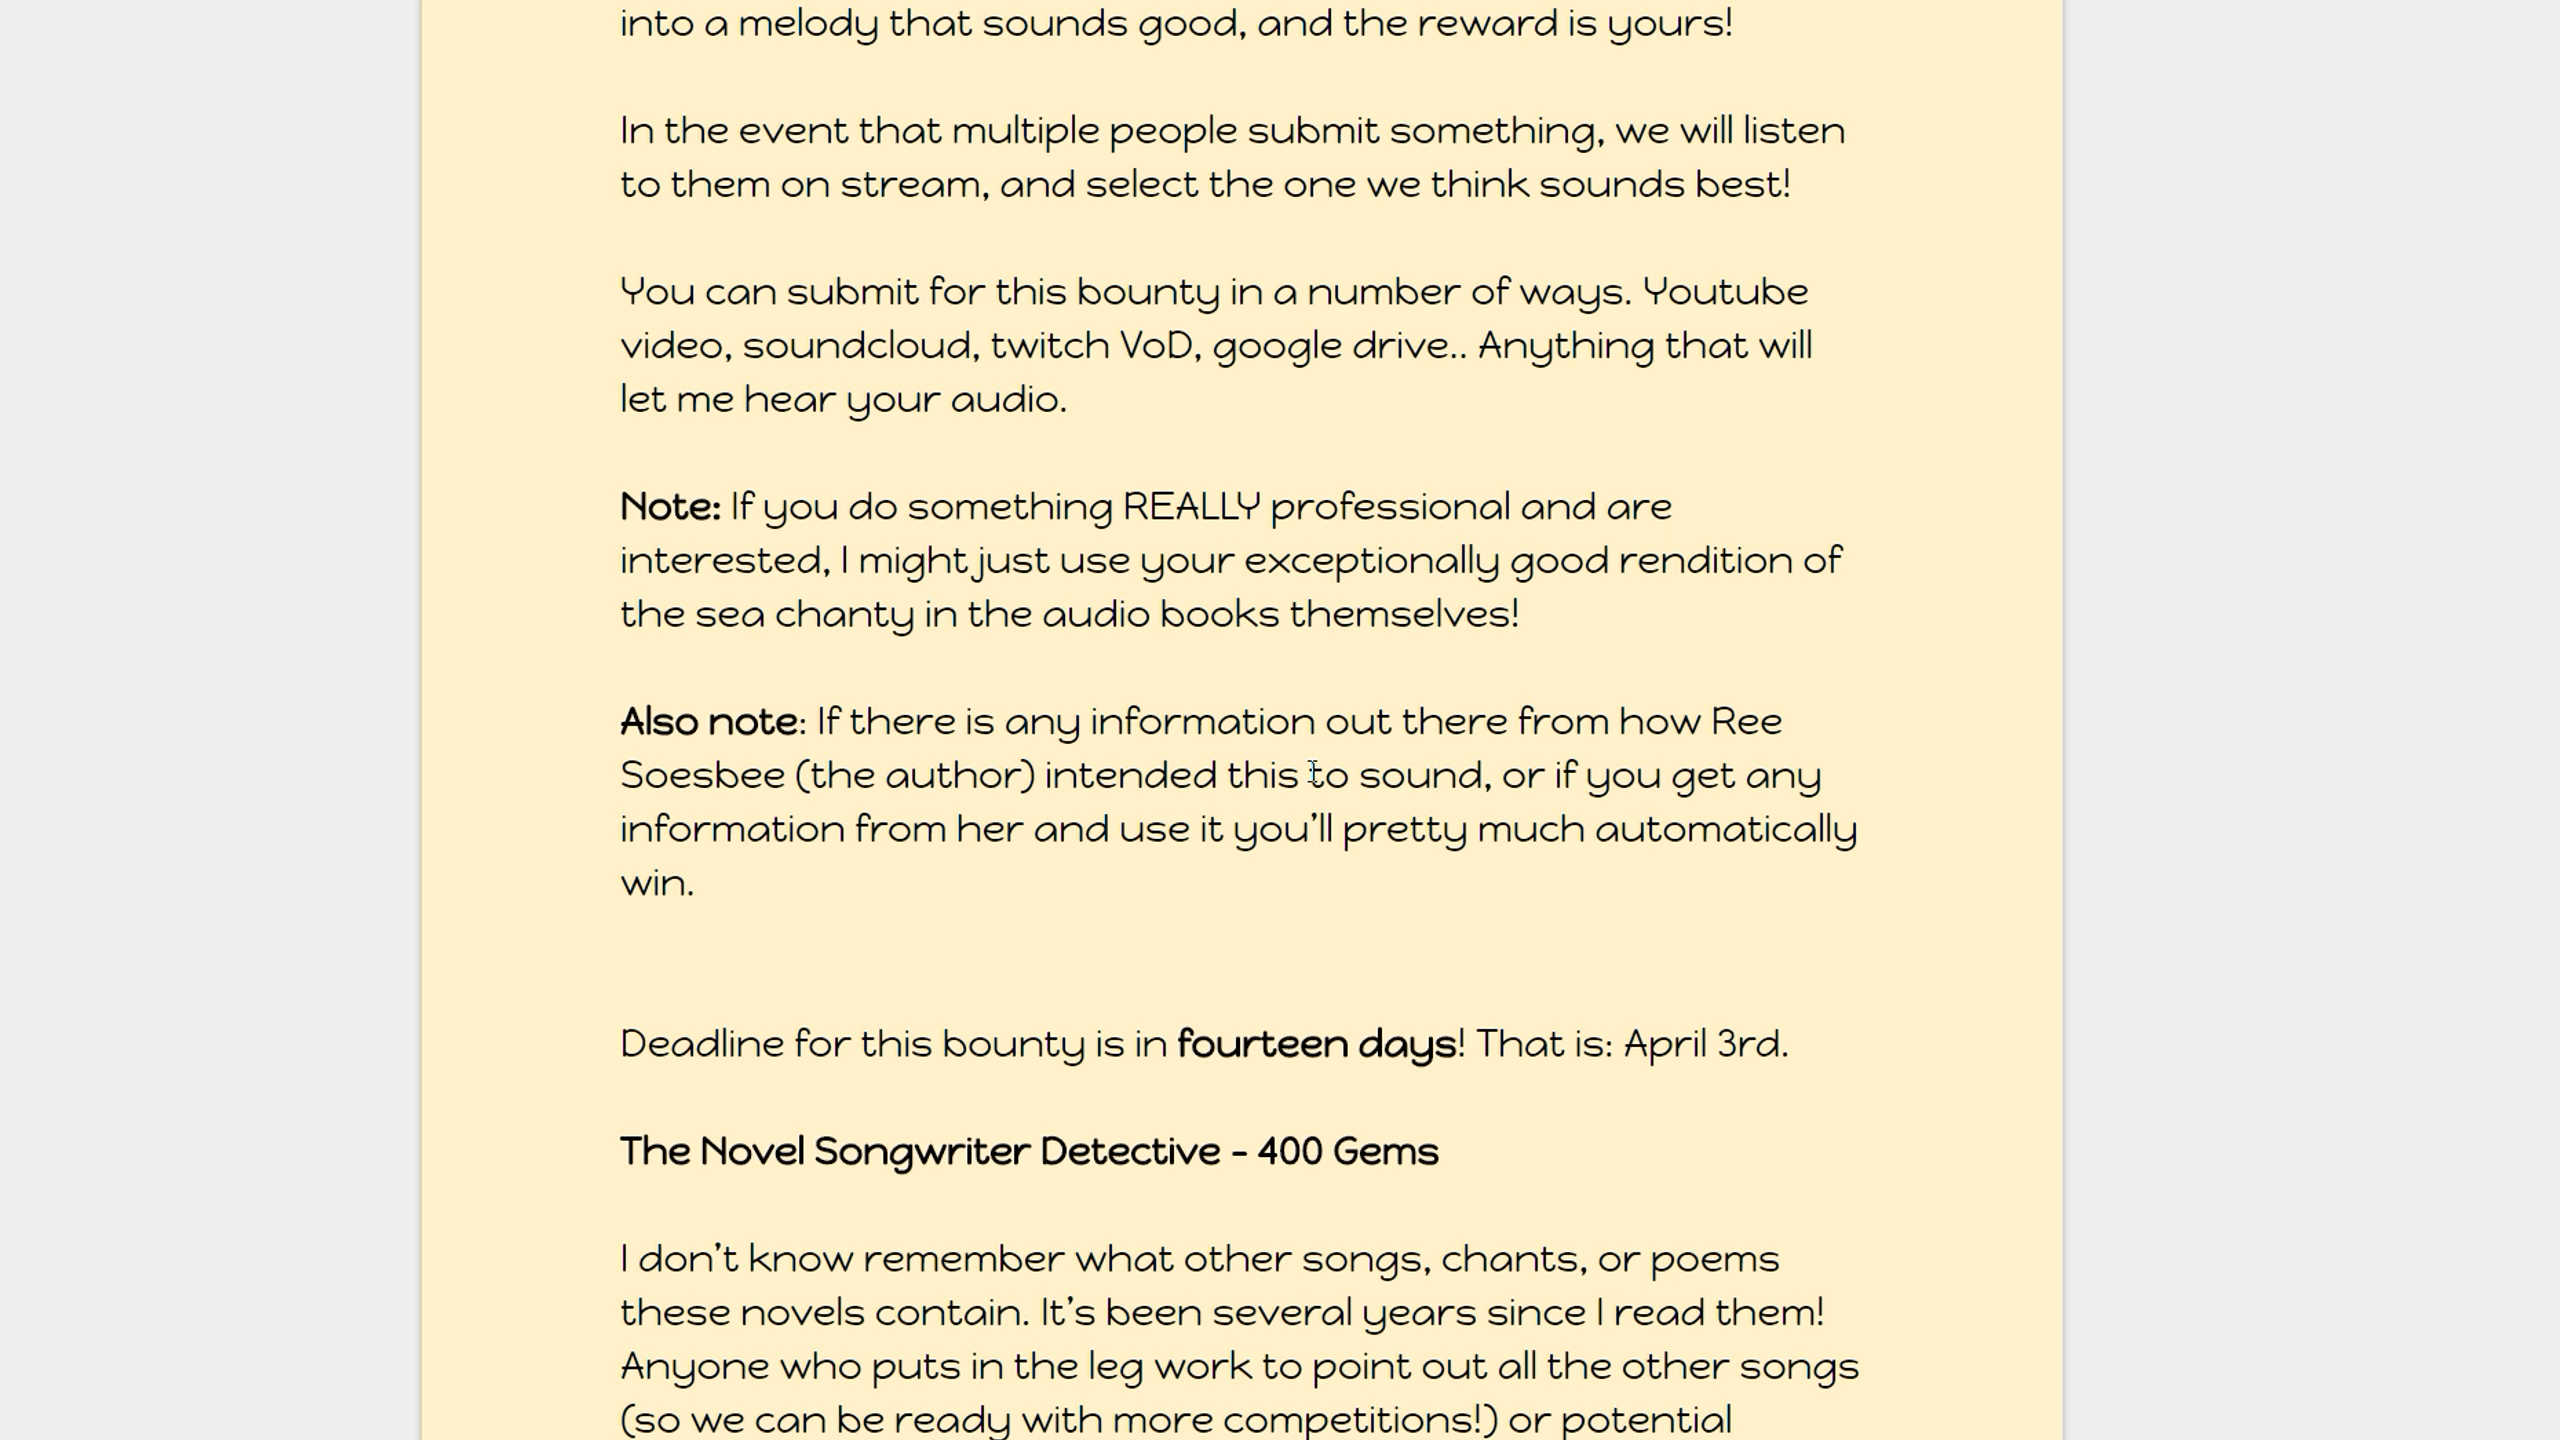 into a melody that sounds good, and the reward is yours!
In the event that multiple people submit something, we will listen
to them on stream, and select the one we think sounds best!
You can submit for this bounty in a number of ways. Youtube
video, soundcloud, twitch VoD, google drive.. Anything that will
let me hear your audio.
Note: If you do something REALLY professional and are
interested, I might just use your exceptionally good rendition of
the sea chanty in the audio books themselves!
Also note: If there is any information out there from how Ree
Soesbee (the author) intended this to sound, or if you get any
information from her and use it you’ll pretty much automatically
win.
Deadline for this bounty is in fourteen days! That is: April 3rd.
The Novel Songwriter Detective - 400 Gems
I don’t know remember what other songs, chants, or poems
these novels contain. It’s been several years since I read them!
Anyone who puts in the leg work to point out all the other songs
(so we can be ready with more competitions!) or potential